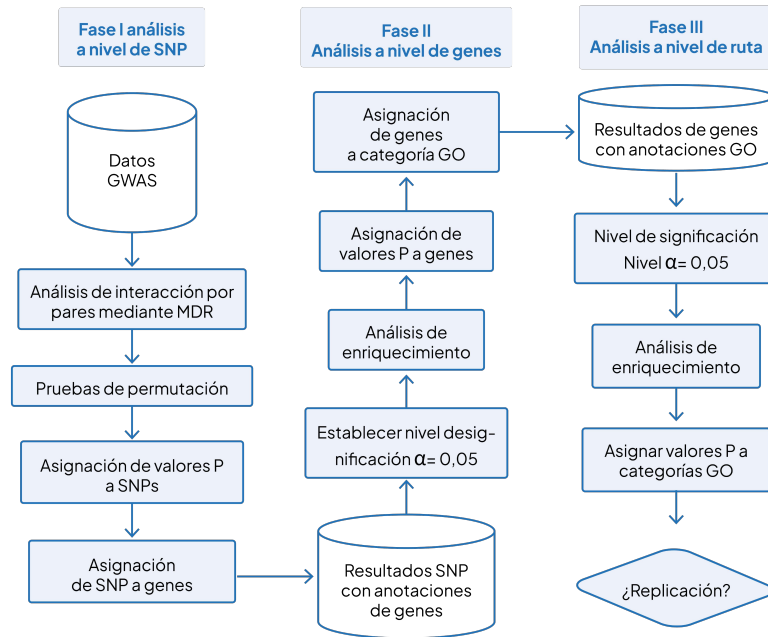 Fase I análisis
a nivel de SNP
Datos
GWAS
Análisis de interacción por
pares mediante MDR
Pruebas de permutación
Asignación de valores P
a SNPs
Asignación
de SNP a genes
Fase II
Análisis a nivel de genes
Asignación
de genes
a categoría GO
Asignación de
valores P a genes
Análisis de
enriquecimiento
Establecer nivel desig-
nificación α= 0,05
Resultados SNP
con anotaciones
de genes
Fase III
Análisis a nivel de ruta
Resultados de genes
con anotaciones GO
Nivel de significación
Nivel α= 0,05
Análisis de
enriquecimiento
Asignar valores P a
categorías GO
¿Replicación?